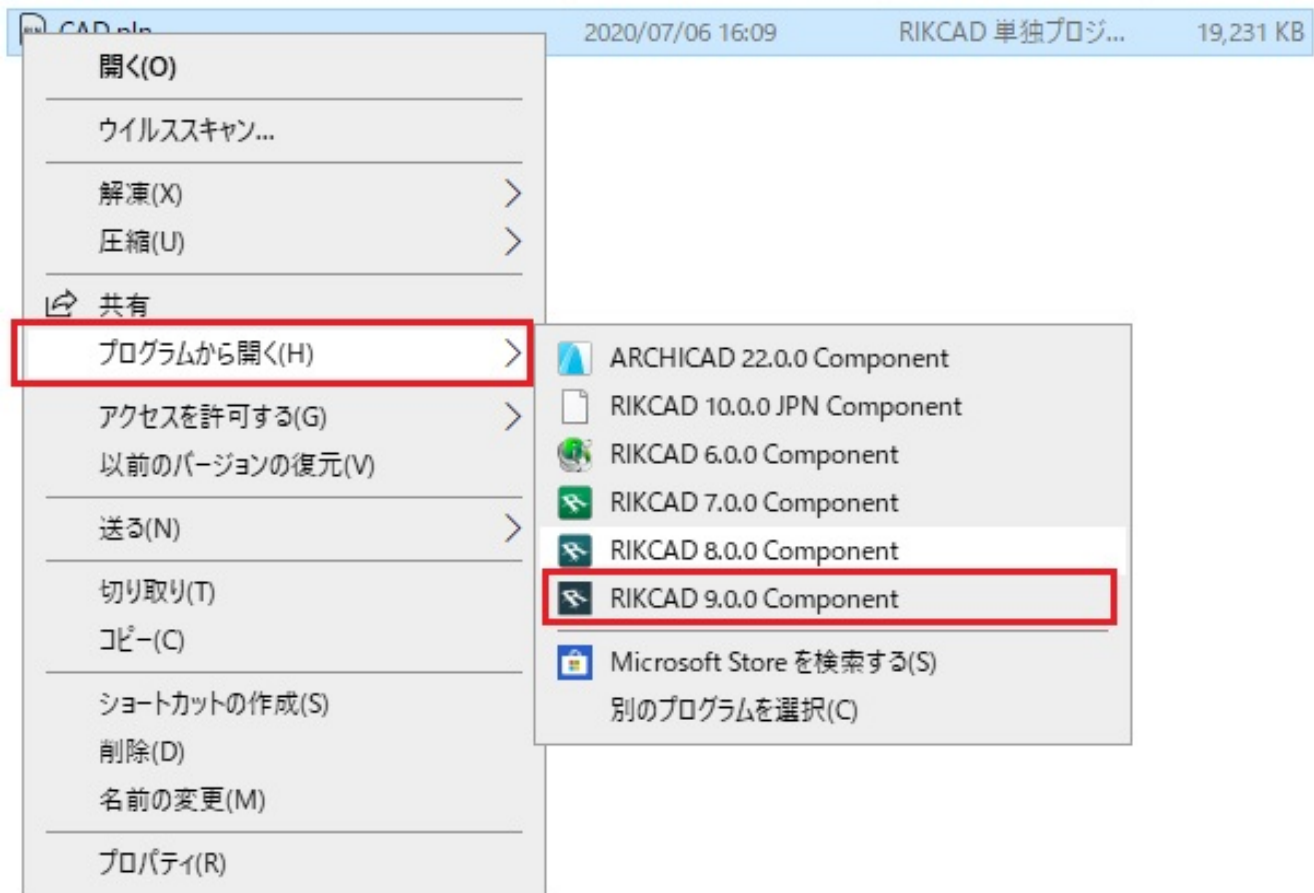 CAD.pln 2020/07/06 16:09 RIKCAD 単独プロジ... 19,231 KB
開く(O)
ウイルススキャン...
解凍(X)
圧縮(U)
共有
プログラムから開く(H)
アクセスを許可する(G)
以前のバージョンの復元(V)
送る(N)
切り取り(T)
コピー(C)
ショートカットの作成(S)
削除(D)
名前の変更(M)
プロパティ(R)
ARCHICAD 22.0.0 Component
RIKCAD 10.0.0 JPN Component
RIKCAD 6.0.0 Component
RIKCAD 7.0.0 Component
RIKCAD 8.0.0 Component
RIKCAD 9.0.0 Component
Microsoft Store を検索する(S)
別のプログラムを選択(C)